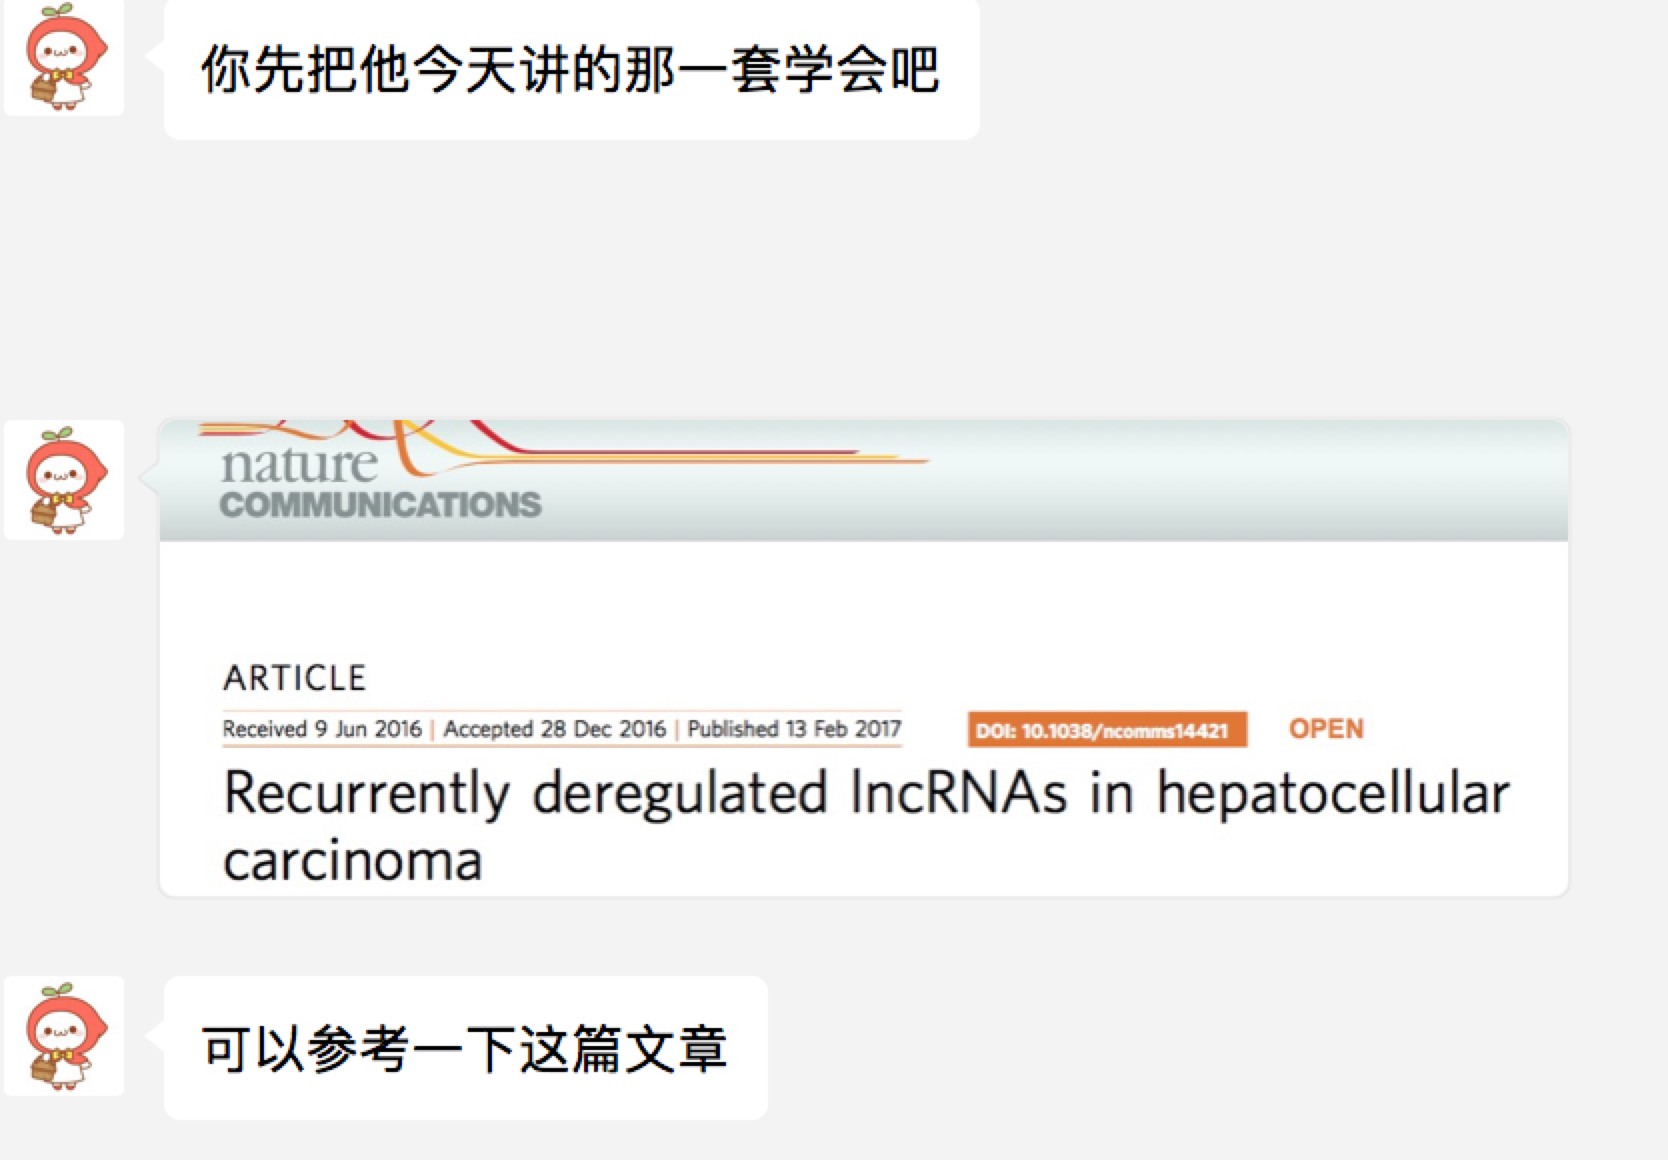 你先把他今天讲的那一套学会吧
nature
COMMUNICATIONS
ARTICLE
Received 9 Jun 2016 | Accepted 28 Dec 2016 | Published 13 Feb 2017 DOI: 10.1038/ncomms14421 OPEN
Recurrently deregulated lncRNAs in hepatocellular
carcinoma
可以参考一下这篇文章